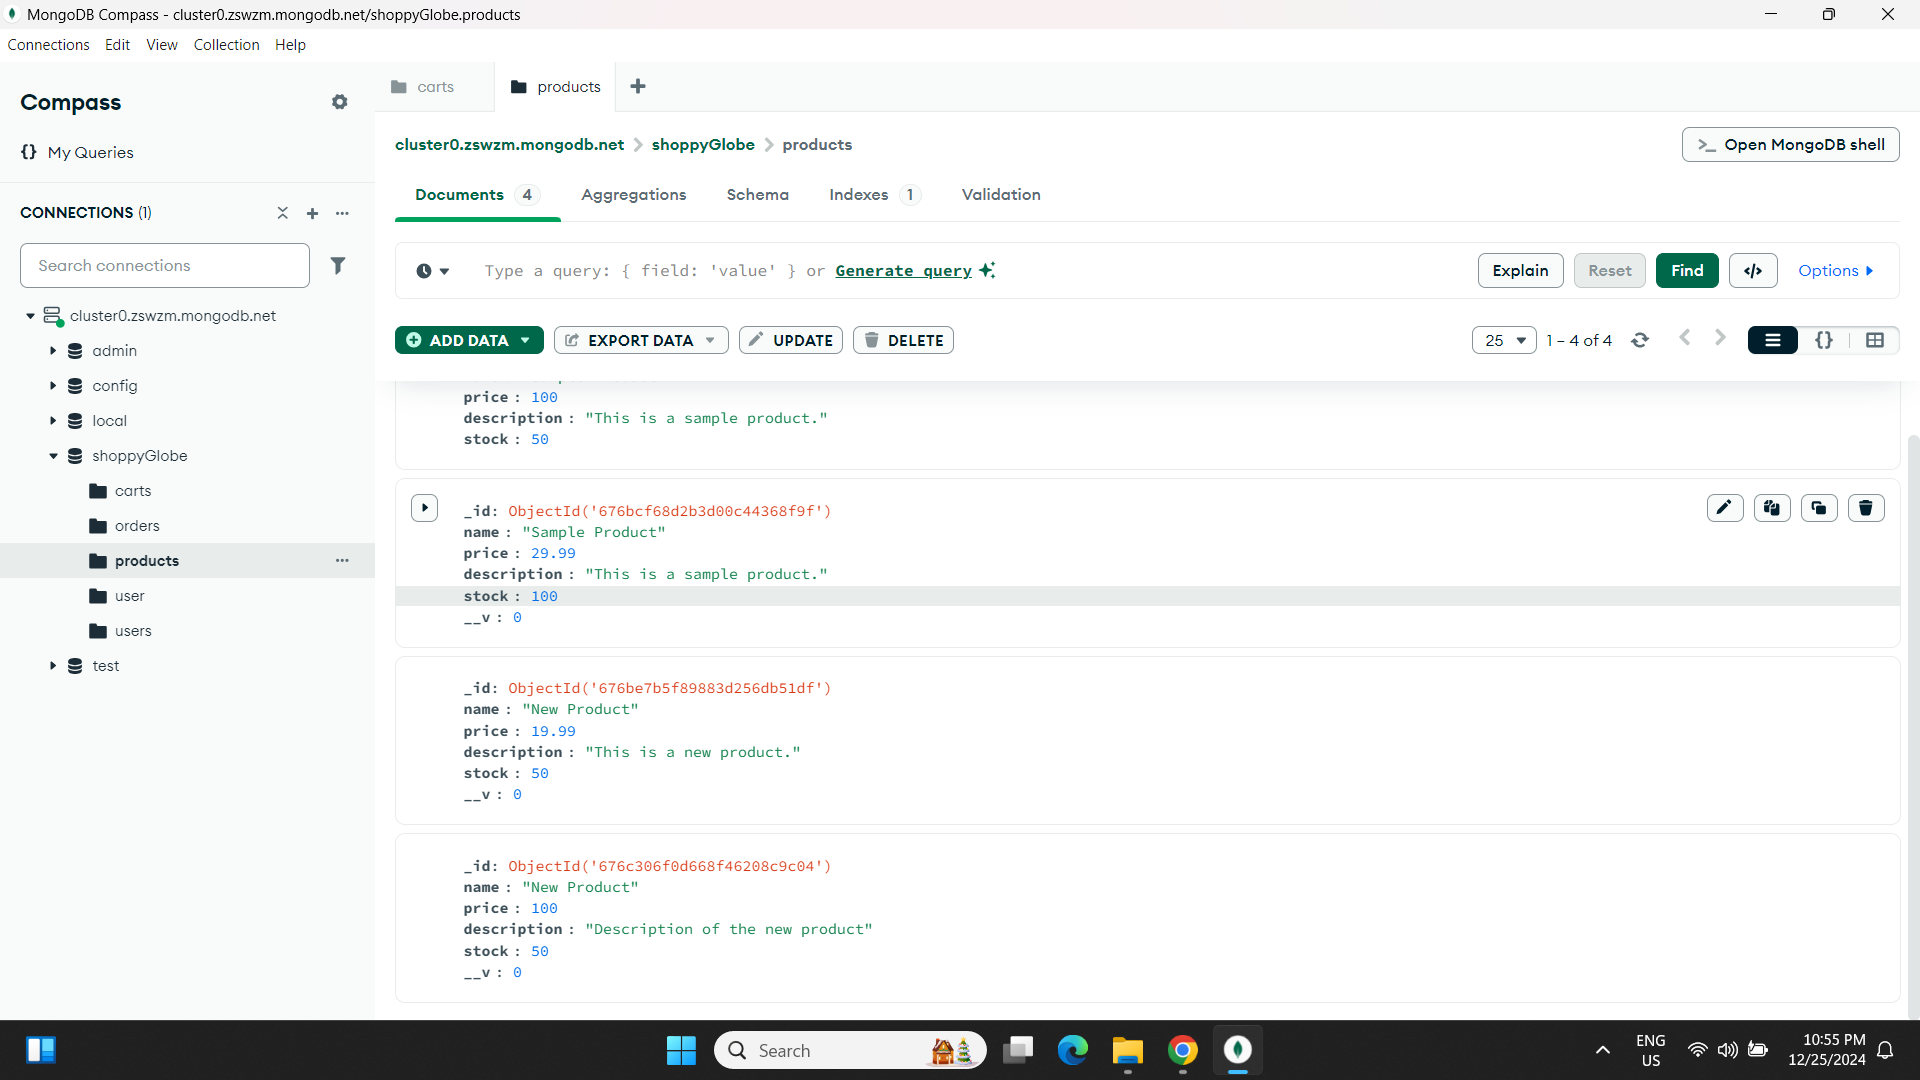 MongoDB Compass - cluster0.zswzm.mongodb.net/shoppyGlobe.products
Connections Edit View Collection Help
Compass
My Queries
CONNECTIONS (1)
Search connections
cluster0.zswzm.mongodb.net
admin
config
local
shoppyGlobe
carts
orders
products
user
users
test
carts products
cluster0.zswzm.mongodb.net > shoppyGlobe > products
>_ Open MongoDB shell
Documents 4 Aggregations Schema Indexes 1 Validation
Type a query: { field: 'value' } or Generate query
Explain Reset Find </> Options
ADD DATA EXPORT DATA UPDATE DELETE
25 1 – 4 of 4 {}
price : 100
description : "This is a sample product."
stock : 50
_id: ObjectId('676bcf68d2b3d00c44368f9f')
name : "Sample Product"
price : 29.99
description : "This is a sample product."
stock : 100
__v : 0
_id: ObjectId('676be7b5f89883d256db51df')
name : "New Product"
price : 19.99
description : "This is a new product."
stock : 50
__v : 0
_id: ObjectId('676c306f0d668f46208c9c04')
name : "New Product"
price : 100
description : "Description of the new product"
stock : 50
__v : 0
Search
ENG
US
10:55 PM
12/25/2024